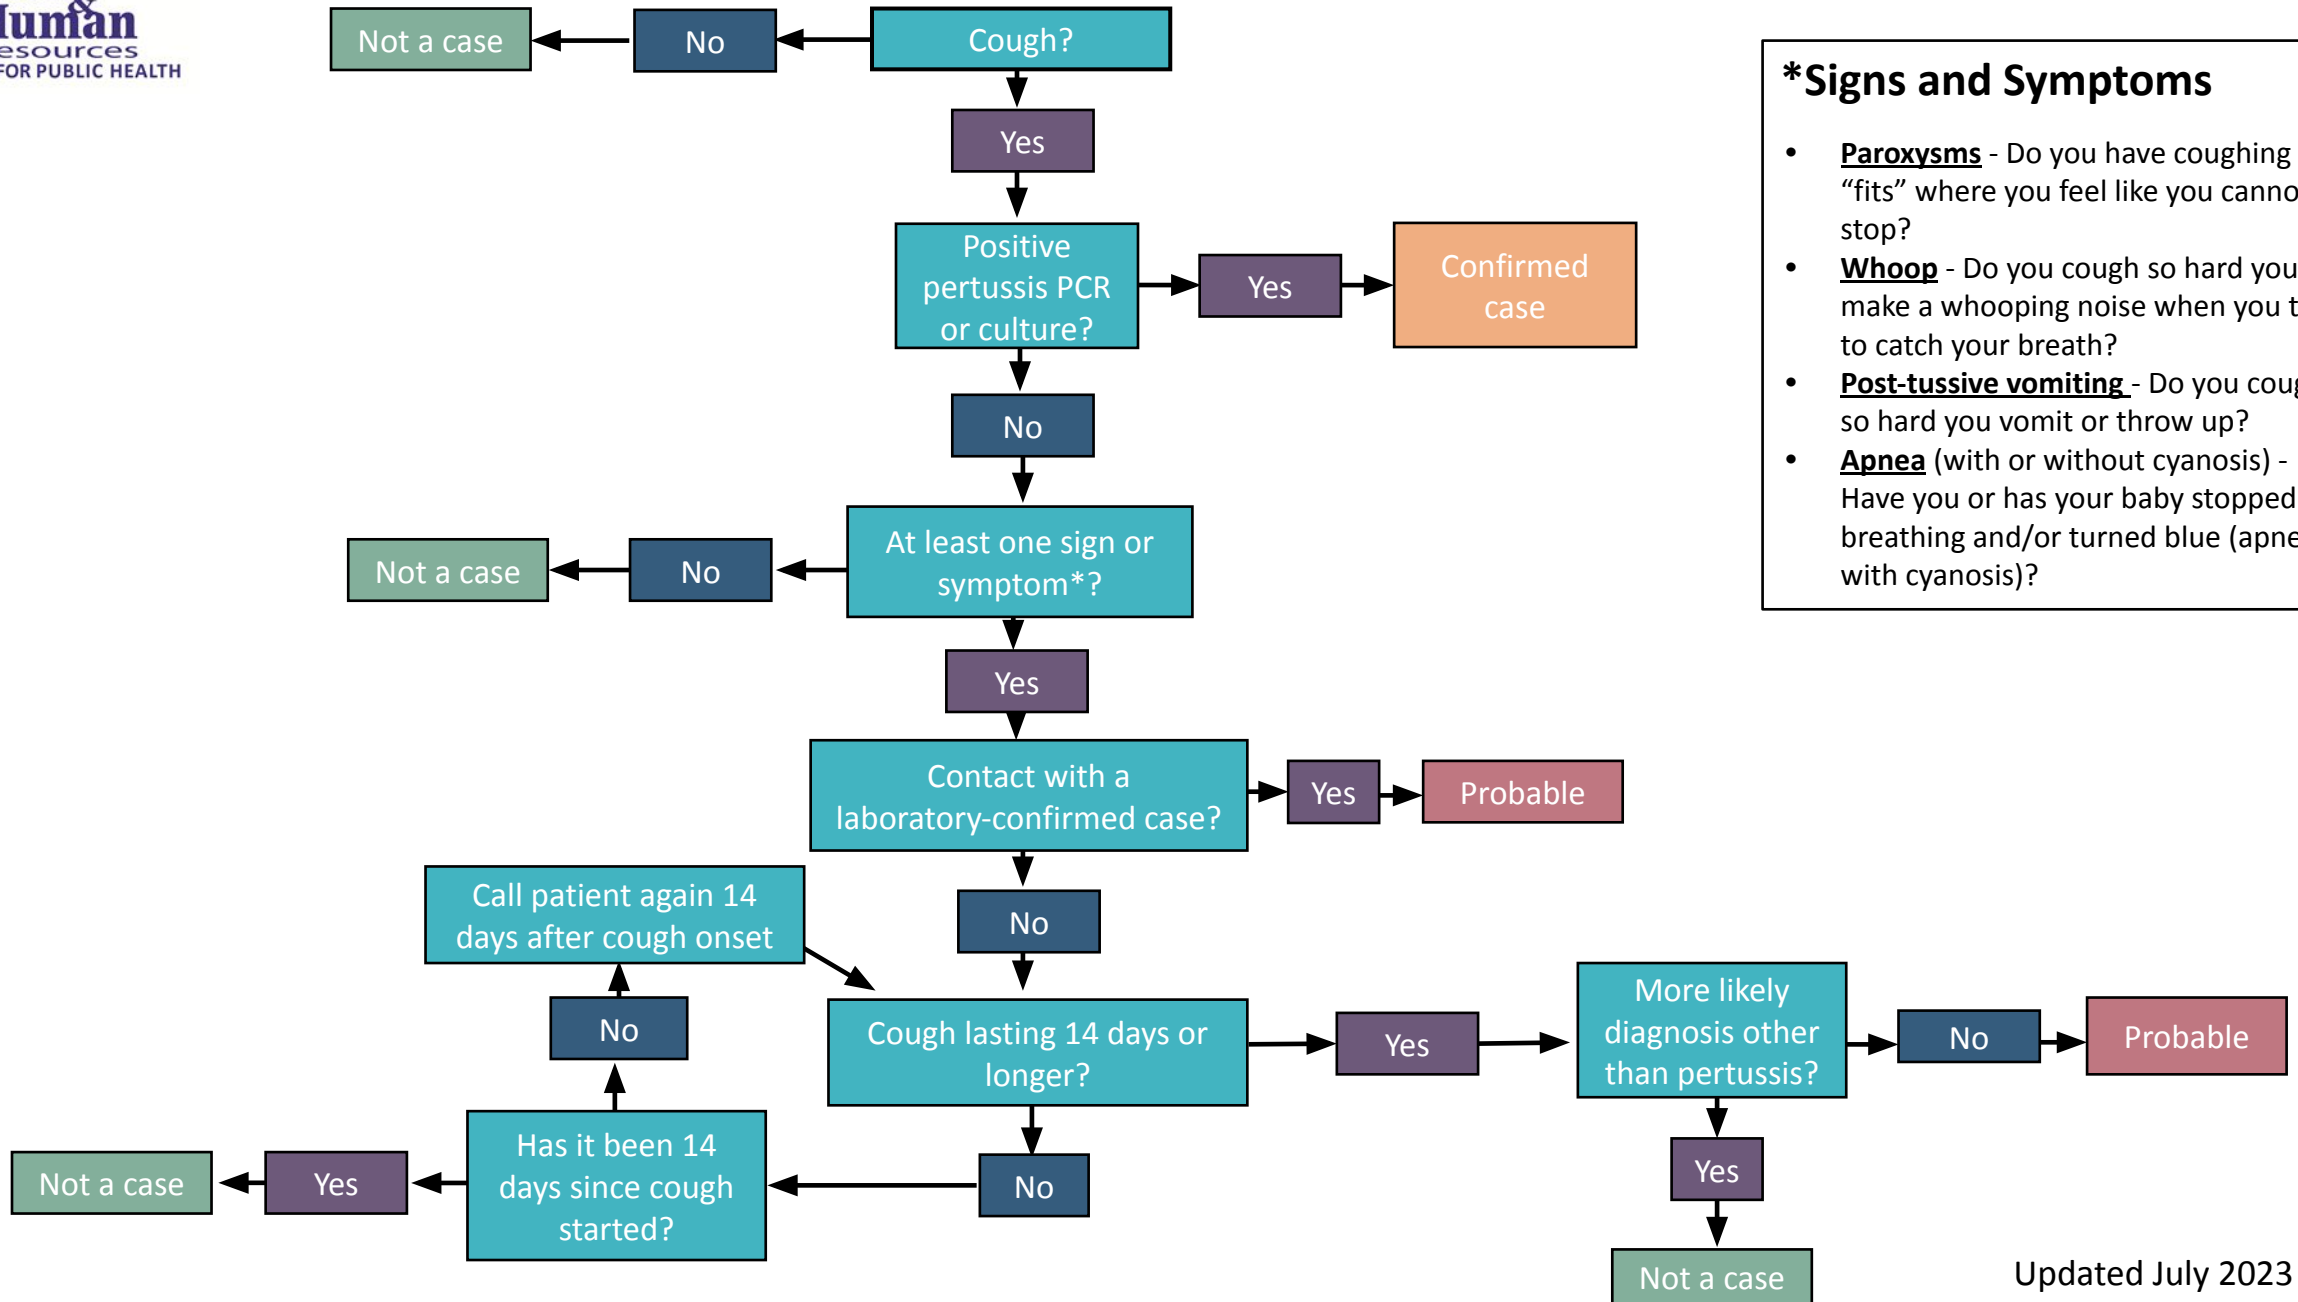 &
Human
Resources
FOR PUBLIC HEALTH
Not a case
No
Cough?
Yes
Positive
pertussis PCR
or culture?
Yes
Confirmed
case
No
At least one sign or
symptom*?
No
Not a case
Yes
Contact with a
laboratory-confirmed case?
Yes
Probable
No
Call patient again 14
days after cough onset
No
Cough lasting 14 days or
longer?
Yes
More likely
diagnosis other
than pertussis?
No
Probable
Yes
Not a case
No
Has it been 14
days since cough
started?
Yes
Not a case
*Signs and Symptoms
• Paroxysms - Do you have coughing
“fits” where you feel like you
stop?
• Whoop - Do you cough so hard you
make a whooping noise when you
to catch your breath?
• Post-tussive vomiting - Do you
so hard you vomit or throw up?
• Apnea (with or without cyanosis) -
Have you or has your baby stopped
breathing and/or turned blue
with cyanosis)?
Updated July 2023